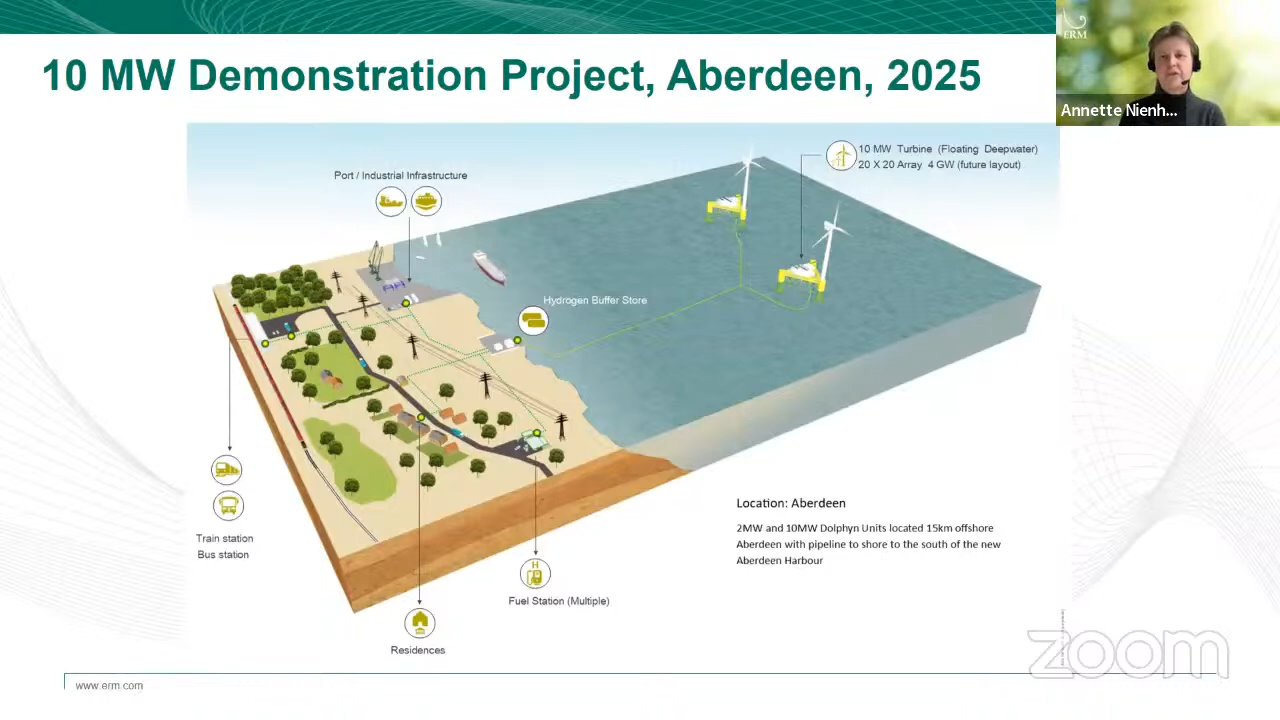 10 MW Demonstration Project, Aberdeen, 2025
ERM
Annette Nienh...
10 MW Turbine (Floating Deepwater)
20 X 20 Array 4 GW (future layout)
Port / Industrial Infrastructure
Hydrogen Buffer Store
Train station
Bus station
H
Fuel Station (Multiple)
Residences
Location: Aberdeen
2MW and 10MW Dolphyn Units located 15km offshore
Aberdeen with pipeline to shore to the south of the new
Aberdeen Harbour
zoom
www.erm.com